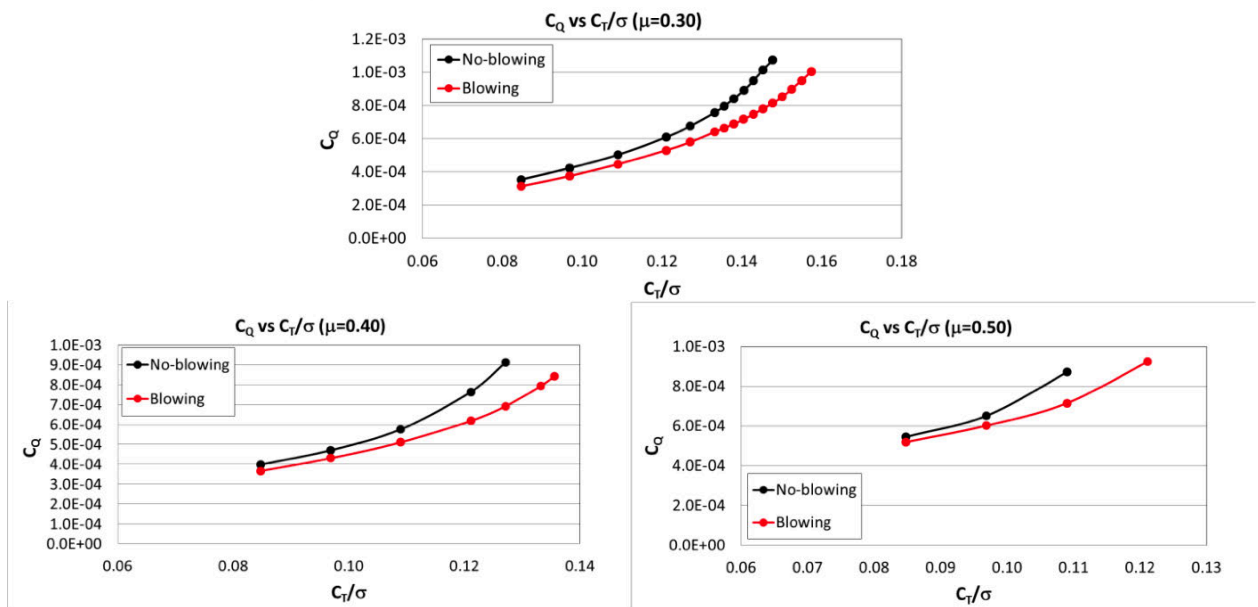 C_Q vs C_T/σ (μ=0.30)
1.2E-03
1.0E-03
8.0E-04
6.0E-04
4.0E-04
2.0E-04
0.0E+00
C_Q
No-blowing
Blowing
0.06 0.08 0.10 0.12 0.14 0.16 0.18
C_T/σ
C_Q vs C_T/σ (μ=0.40)
1.0E-03
9.0E-04
8.0E-04
7.0E-04
6.0E-04
5.0E-04
4.0E-04
3.0E-04
2.0E-04
1.0E-04
0.0E+00
C_Q
No-blowing
Blowing
0.06 0.08 0.10 0.12 0.14
C_T/σ
C_Q vs C_T/σ (μ=0.50)
1.0E-03
8.0E-04
6.0E-04
4.0E-04
2.0E-04
0.0E+00
C_Q
No-blowing
Blowing
0.06 0.06 0.07 0.08 0.09 0.10 0.11 0.12 0.13
C_T/σ